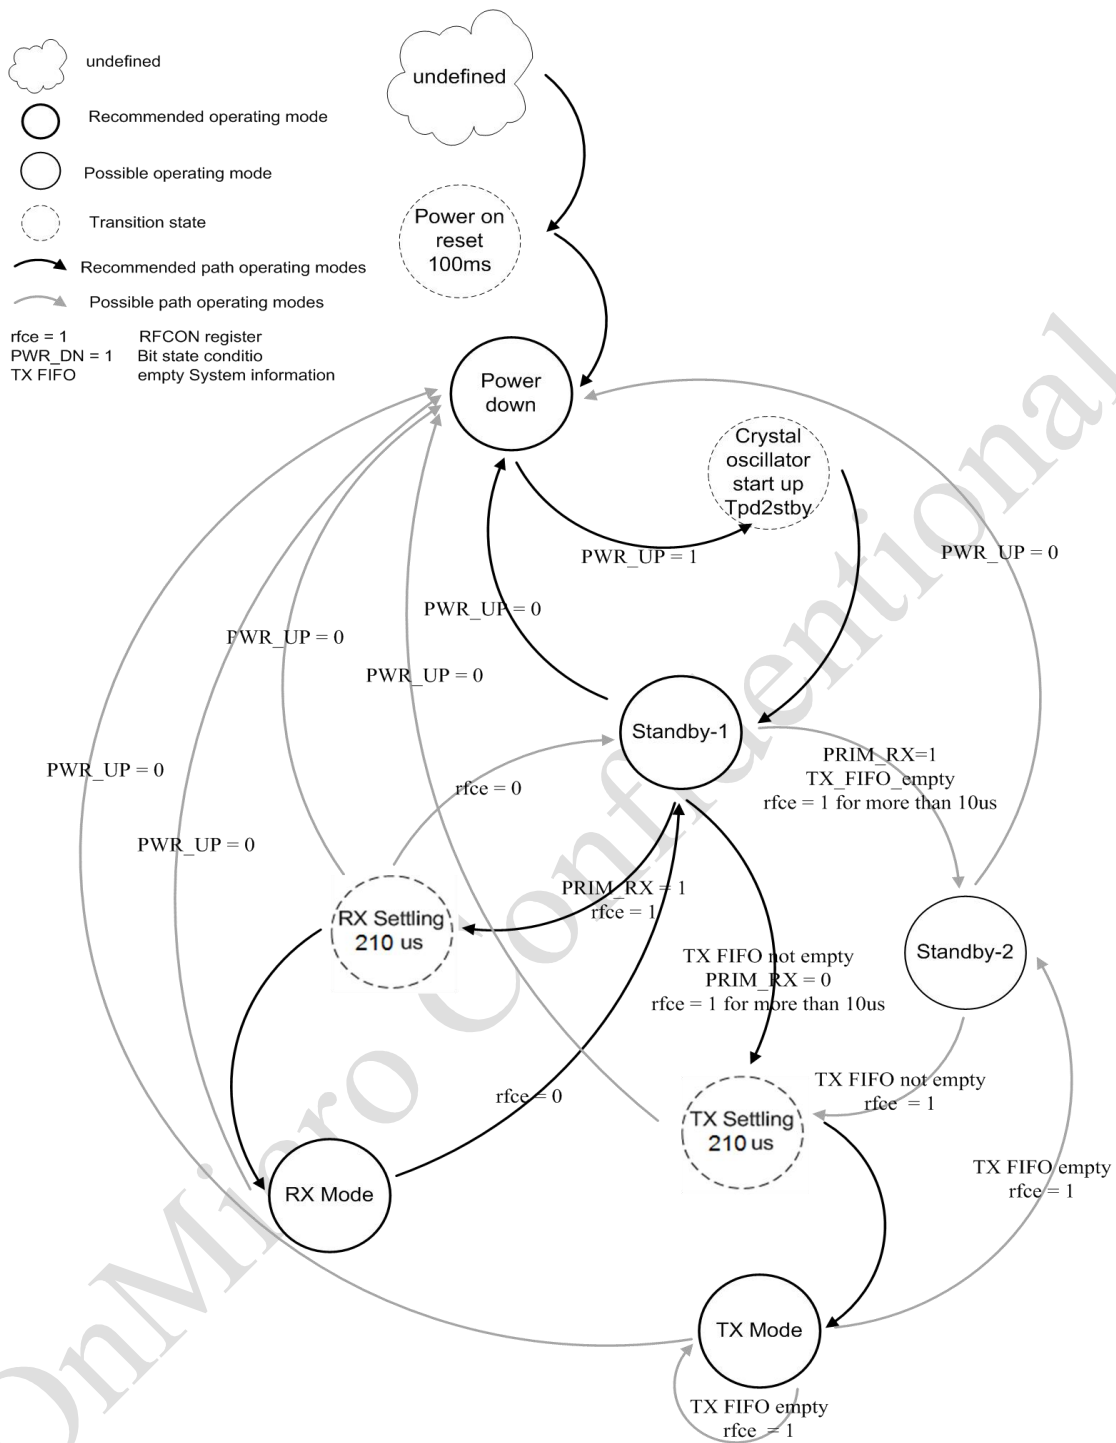 undefined
Recommended operating mode
Possible operating mode
Transition state
Recommended path operating modes
Possible path operating modes
rfce = 1 RFCON register
PWR_DN = 1 Bit state conditio
TX FIFO empty System information
undefined
Power on
reset
100ms
Power
down
Crystal
oscillator
start up
Tpd2stby
PWR_UP = 1
PWR_UP = 0
PWR_UP = 0
PWR_UP = 0
PWR_UP = 0
Standby-1
PWR_UP = 0
PWR_UP = 0
rfce = 0
PRIM_RX=1
TX_FIFO_empty
rfce = 1 for more than 10us
PRIM_RX = 1
rfce = 1
RX Settling
210 us
TX FIFO not empty
PRIM_RX = 0
rfce = 1 for more than 10us
Standby-2
TX FIFO not empty
rfce = 1
rfce = 0
TX Settling
210 us
RX Mode
TX FIFO empty
rfce = 1
TX Mode
TX FIFO empty
rfce = 1
OnMicro Confidentional